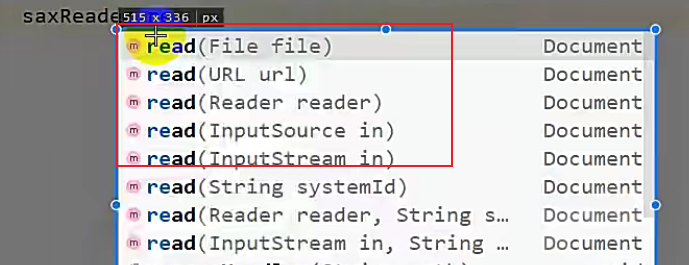 saxReade
515 x 336 px
m read(File file) Document
m read(URL url) Document
m read(Reader reader) Document
m read(InputSource in) Document
m read(InputStream in) Document
m read(String systemId) Document
m read(Reader reader, String s… Document
m read(InputStream in, String … Document